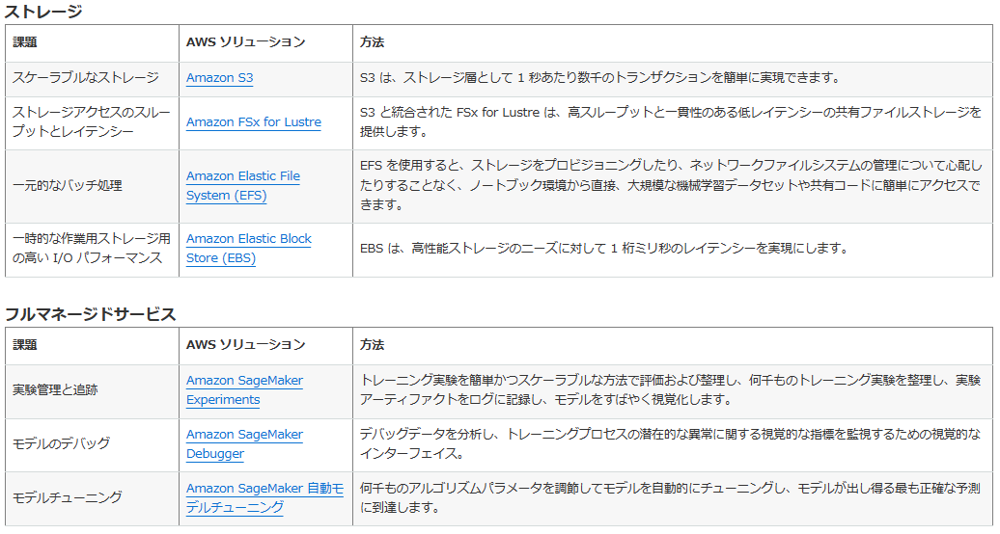 ストレージ
課題 AWS ソリューション 方法
スケーラブルなストレージ Amazon S3 S3 は、ストレージ層として 1 秒あたり数千のトランザクションを簡単に実現できます。
ストレージアクセスのスルー
プットとレイテンシー
Amazon FSx for Lustre
S3 と統合された FSx for Lustre は、高スループットと一貫性のある低レイテンシーの共有ファイルストレージを
提供します。
一元的なバッチ処理
Amazon Elastic File
System (EFS)
EFS を使用すると、ストレージをプロビジョニングしたり、ネットワークファイルシステムの管理について心配し
たりすることなく、ノートブック環境から直接、大規模な機械学習データセットや共有コードに簡単にアクセスで
きます。
一時的な作業用ストレージ用
の高い I/O パフォーマンス
Amazon Elastic Block
Store (EBS)
EBS は、高性能ストレージのニーズに対して 1 桁ミリ秒のレイテンシーを実現にします。
フルマネージドサービス
課題 AWS ソリューション 方法
実験管理と追跡
Amazon SageMaker
Experiments
トレーニング実験を簡単かつスケーラブルな方法で評価および整理し、何千ものトレーニング実験を整理し、実験
アーティファクトをログに記録し、モデルをすばやく視覚化します。
モデルのデバッグ
Amazon SageMaker
Debugger
デバッグデータを分析し、トレーニングプロセスの潜在的な異常に関する視覚的な指標を監視するための視覚的な
インターフェイス。
モデルチューニング
Amazon SageMaker 自動モ
デルチューニング
何千ものアルゴリズムパラメータを調節してモデルを自動的にチューニングし、モデルが出し得る最も正確な予測
に到達します。